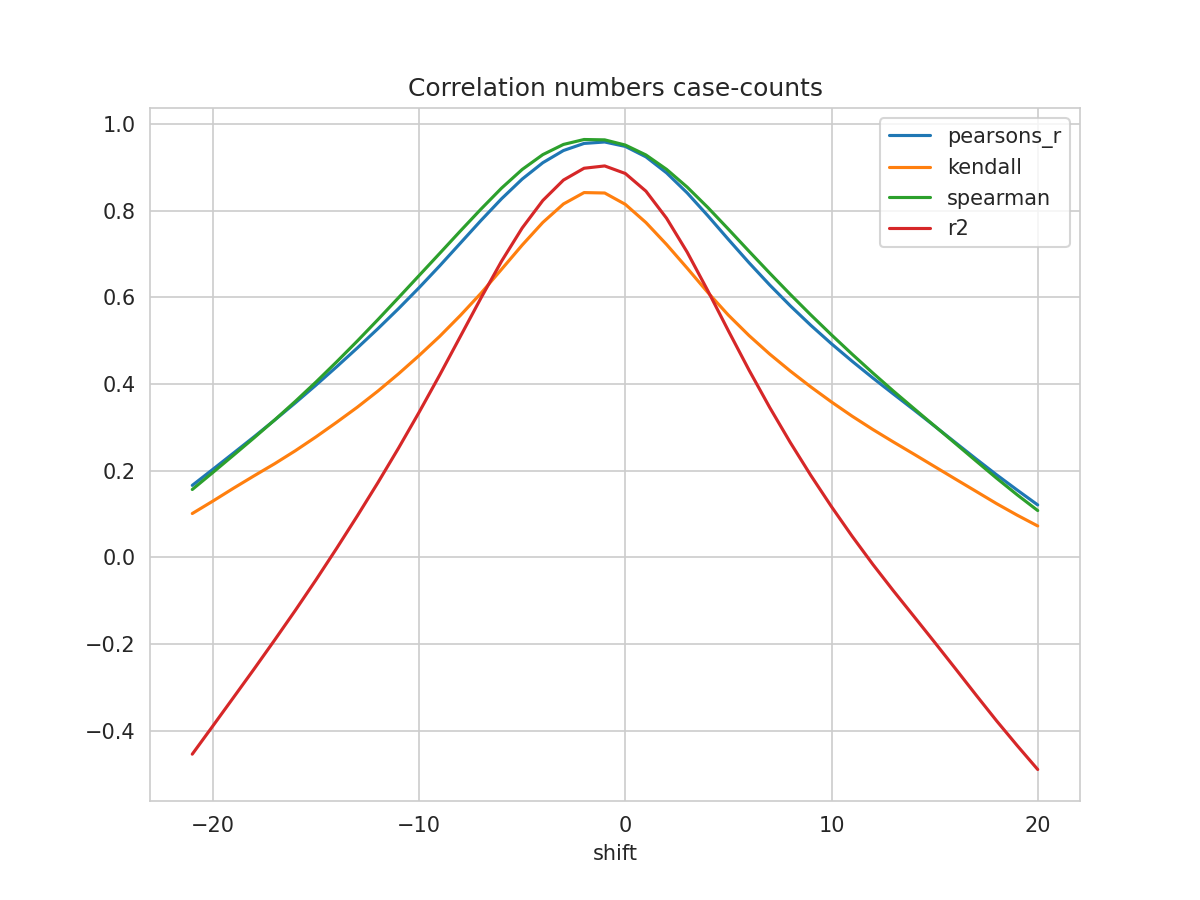 Correlation numbers case-counts
1.0
0.8
0.6
0.4
0.2
0.0
−0.2
−0.4
pearsons_r
kendall
spearman
r2
−20 −10 0 10 20
shift